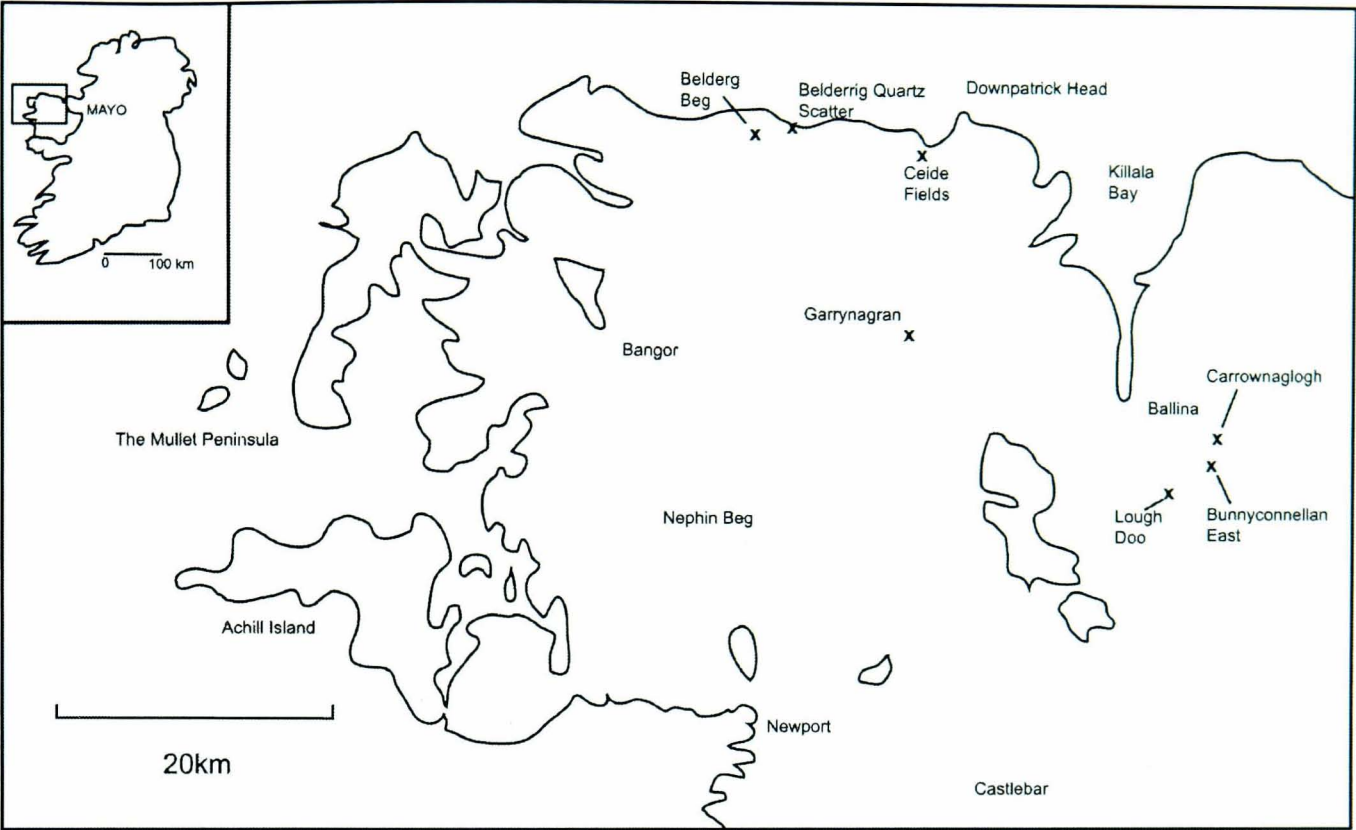 MAYO
0 100 km
Belderg
Beg
Belderrig Quartz
Scatter
Downpatrick Head
Ceide
Fields
Killala
Bay
Garrynagran
Bangor
Carrownaglogh
Ballina
The Mullet Peninsula
Nephin Beg
Lough
Doo
Bunnyconnellan
East
Achill Island
Newport
20km
Castlebar